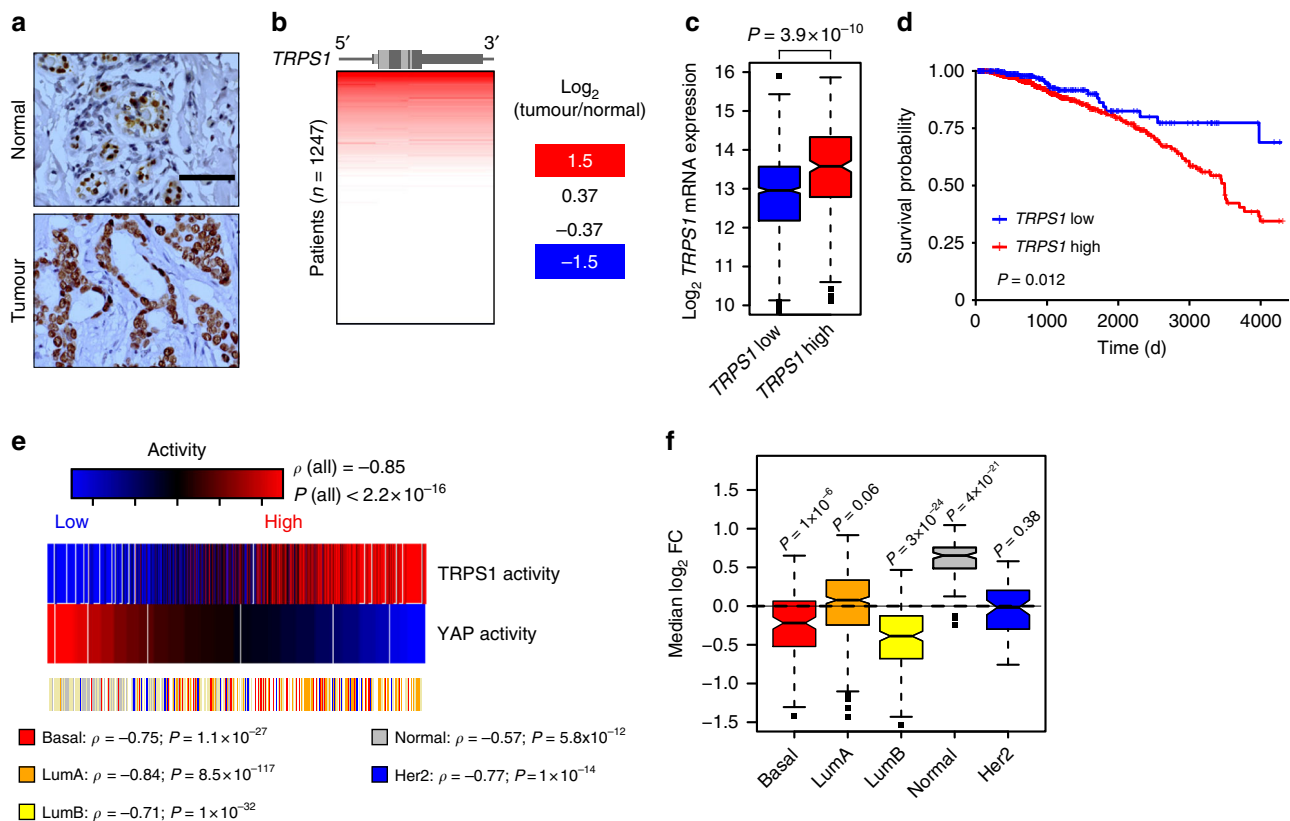 a
Normal
Tumour
b
5′ 3′
TRPS1
Patients (n = 1247)
Log₂
(tumour/normal)
1.5
0.37
−0.37
−1.5
c
P = 3.9×10⁻¹⁰
Log₂ TRPS1 mRNA expression
16
15
14
13
12
11
10
TRPS1 low
TRPS1 high
d
Survival probability
1.00
0.75
0.50
0.25
0
TRPS1 low
TRPS1 high
P = 0.012
0 1000 2000 3000 4000
Time (d)
e
Activity
ρ (all) = −0.85
P (all) < 2.2×10⁻¹⁶
Low High
TRPS1 activity
YAP activity
Basal: ρ = −0.75; P = 1.1×10⁻²⁷
LumA: ρ = −0.84; P = 8.5×10⁻¹¹⁷
LumB: ρ = −0.71; P = 1×10⁻³²
Normal: ρ = −0.57; P = 5.8x10⁻¹²
Her2: ρ = −0.77; P = 1×10⁻¹⁴
f
Median log₂ FC
1.5
1.0
0.5
0.0
−0.5
−1.0
−1.5
P = 1×10⁻⁶
P = 0.06
P = 3×10⁻²⁴
P = 4×10⁻²¹
P = 0.38
Basal
LumA
LumB
Normal
Her2